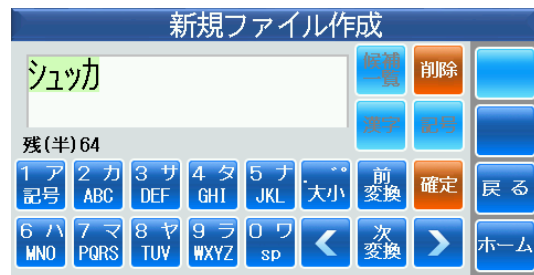 新規ファイル作成
シュッカ
候補一覧
削除
漢字
記号
残(半)64
1 ア 記号
2 カ ABC
3 サ DEF
4 タ GHI
5 ナ JKL
.゛゜大小
前変換
確定
戻る
6 ハ MNO
7 マ PQRS
8 ヤ TUV
9 ラ WXYZ
0 ワ sp
<
次変換
>
ホーム